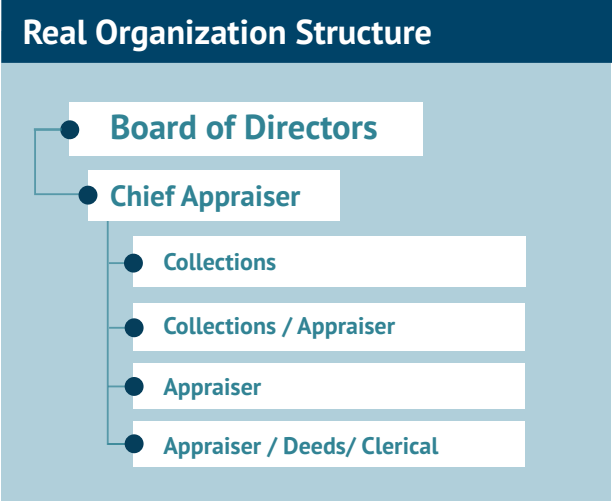 Real Organization Structure
Board of Directors
Chief Appraiser
Collections
Collections / Appraiser
Appraiser
Appraiser / Deeds/ Clerical